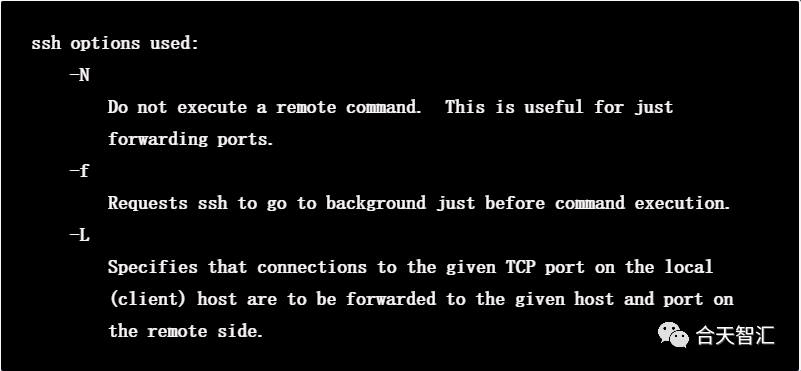 ssh options used:
-N
Do not execute a remote command.  This is useful for just
forwarding ports.
-f
Requests ssh to go to background just before command execution.
-L
Specifies that connections to the given TCP port on the local
(client) host are to be forwarded to the given host and port on
the remote side.
合天智汇